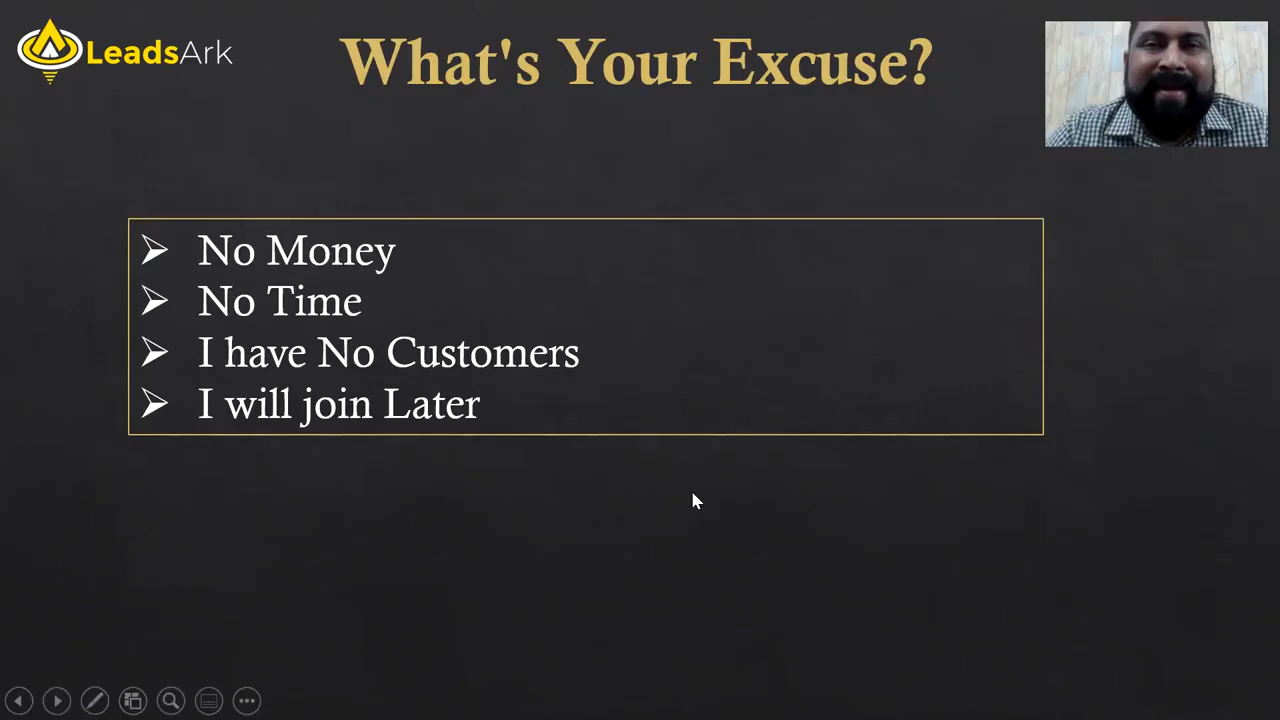 LeadsArk
What's Your Excuse?
No Money
No Time
I have No Customers
I will join Later